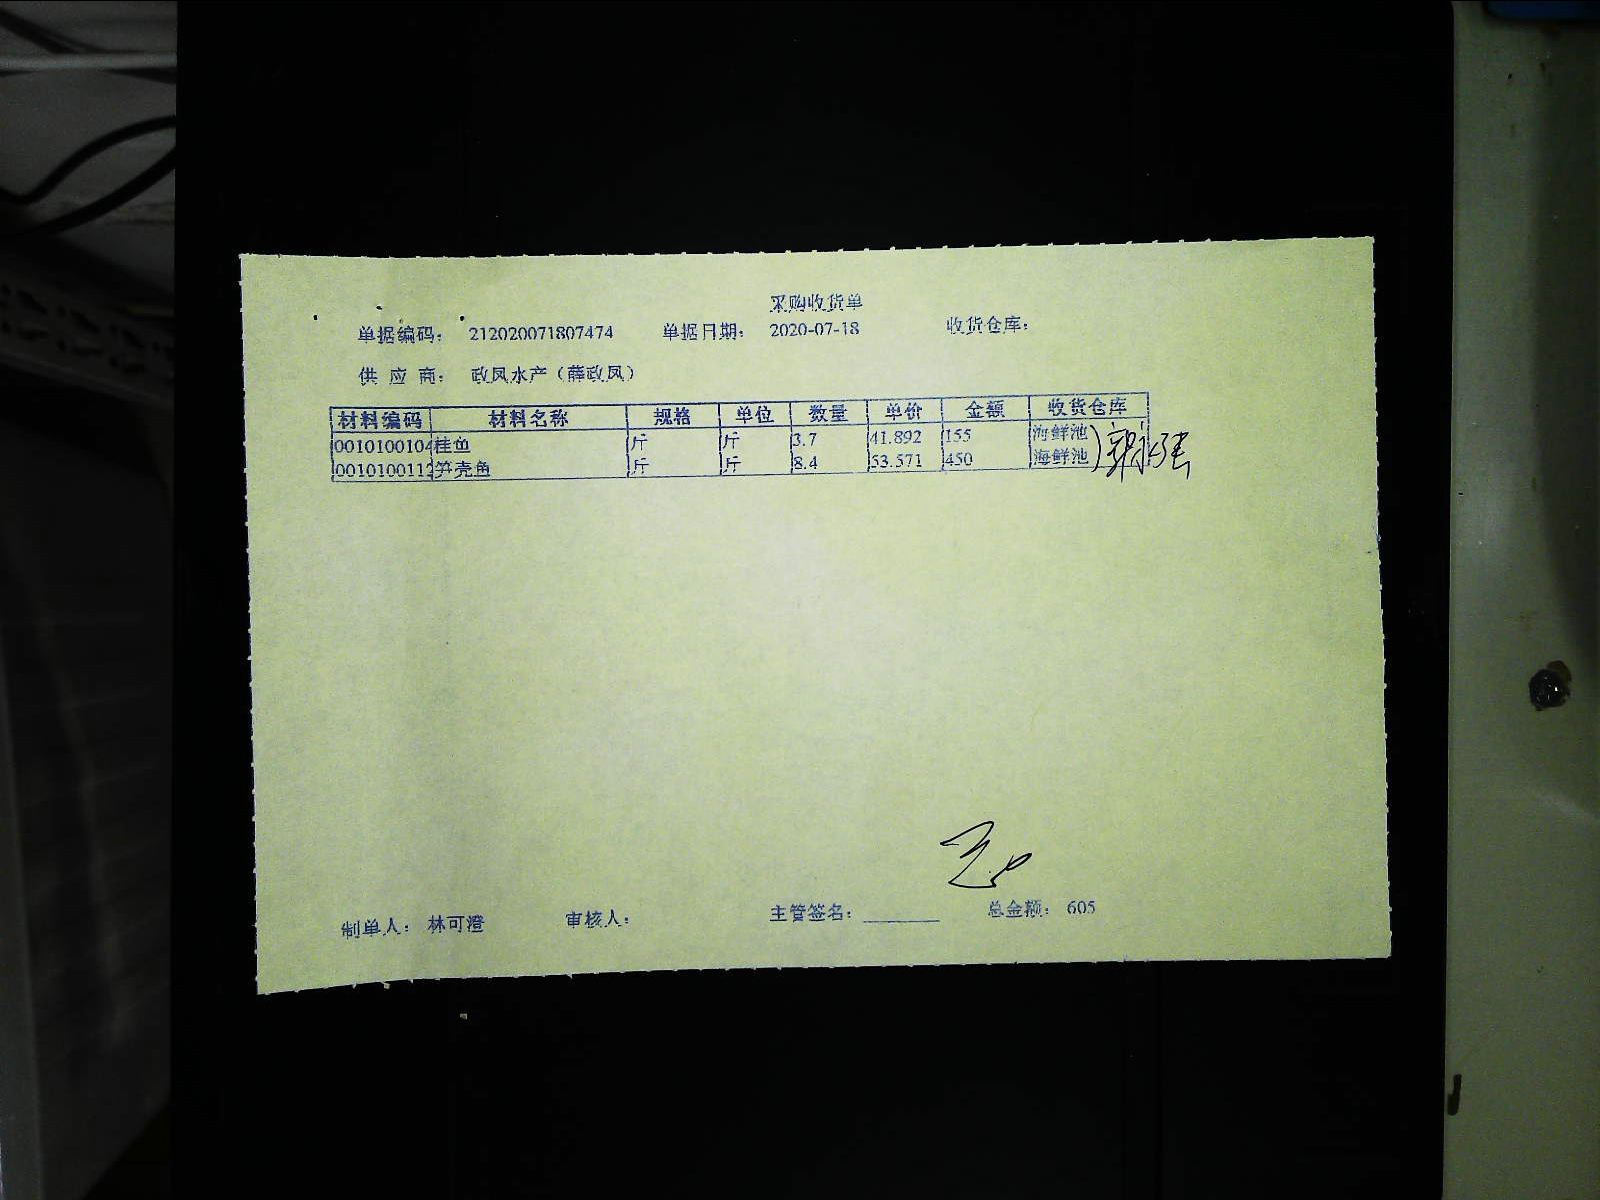 采购收货单
单据编码： 212020071807474 单据日期： 2020-07-18 收货仓库：
供应商： 政凤水产（薛政凤）
材料编码 材料名称 规格 单位 数量 单价 金额 收货仓库
0010100104 桂鱼 斤 斤 3.7 41.892 155 海鲜池
0010100112 笋壳鱼 斤 斤 8.4 53.571 450 海鲜池
制单人： 林可澄 审核人： 主管签名： 总金额： 605